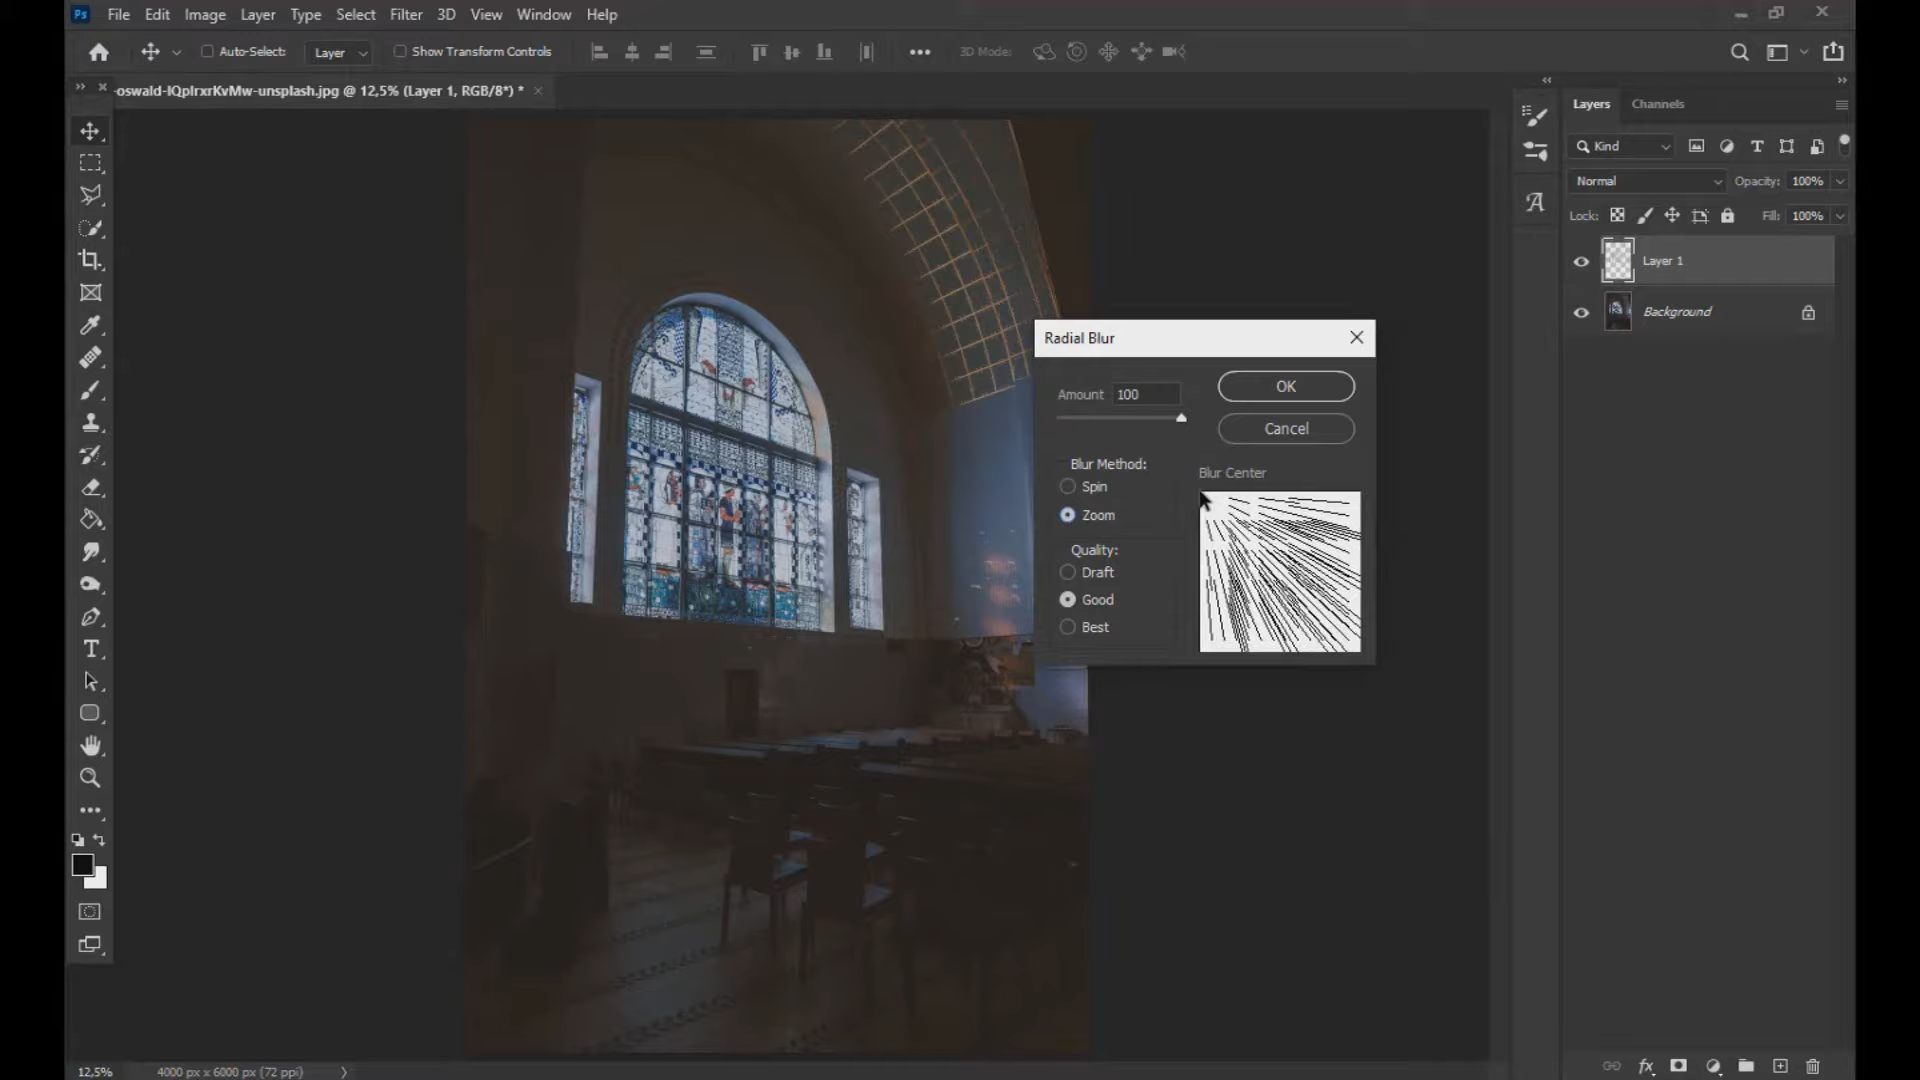 Ps File Edit Image Layer Type Select Filter 3D View Window Help
Auto-Select: Layer Show Transform Controls 3D Mode:
-oswald-IQpIrxrKvMw-unsplash.jpg @ 12,5% (Layer 1, RGB/8*) *
Layers Channels
Kind
Normal Opacity: 100%
Lock: Fill: 100%
Layer 1
Background
Radial Blur
Amount 100
OK
Cancel
Blur Method:
Spin
Zoom
Quality:
Draft
Good
Best
Blur Center
12,5% 4000 px x 6000 px (72 ppi)